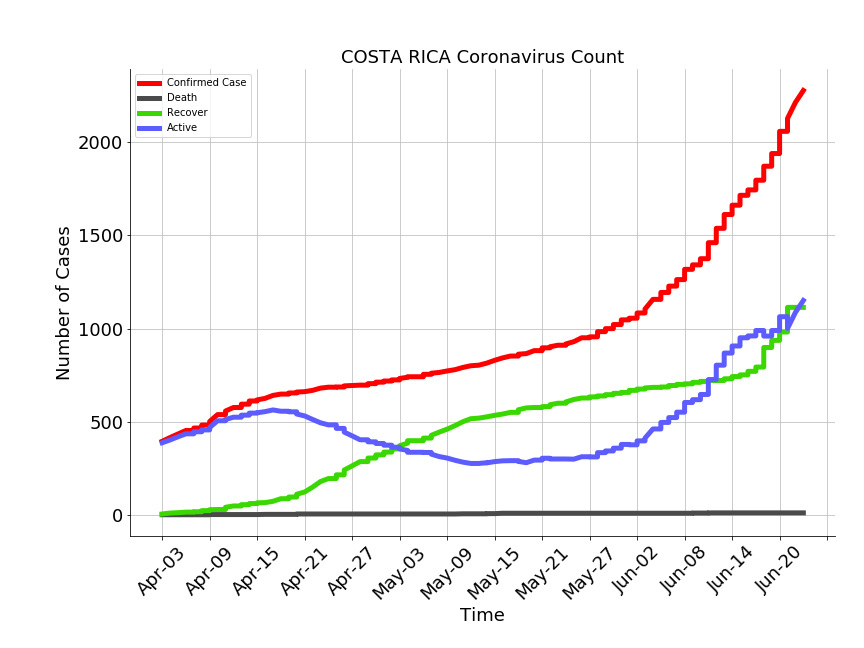 COSTA RICA Coronavirus Count
Confirmed Case
Death
Recover
Active
Number of Cases
2000
1500
1000
500
0
Apr-03
Apr-09
Apr-15
Apr-21
Apr-27
May-03
May-09
May-15
May-21
May-27
Jun-02
Jun-08
Jun-14
Jun-20
Time